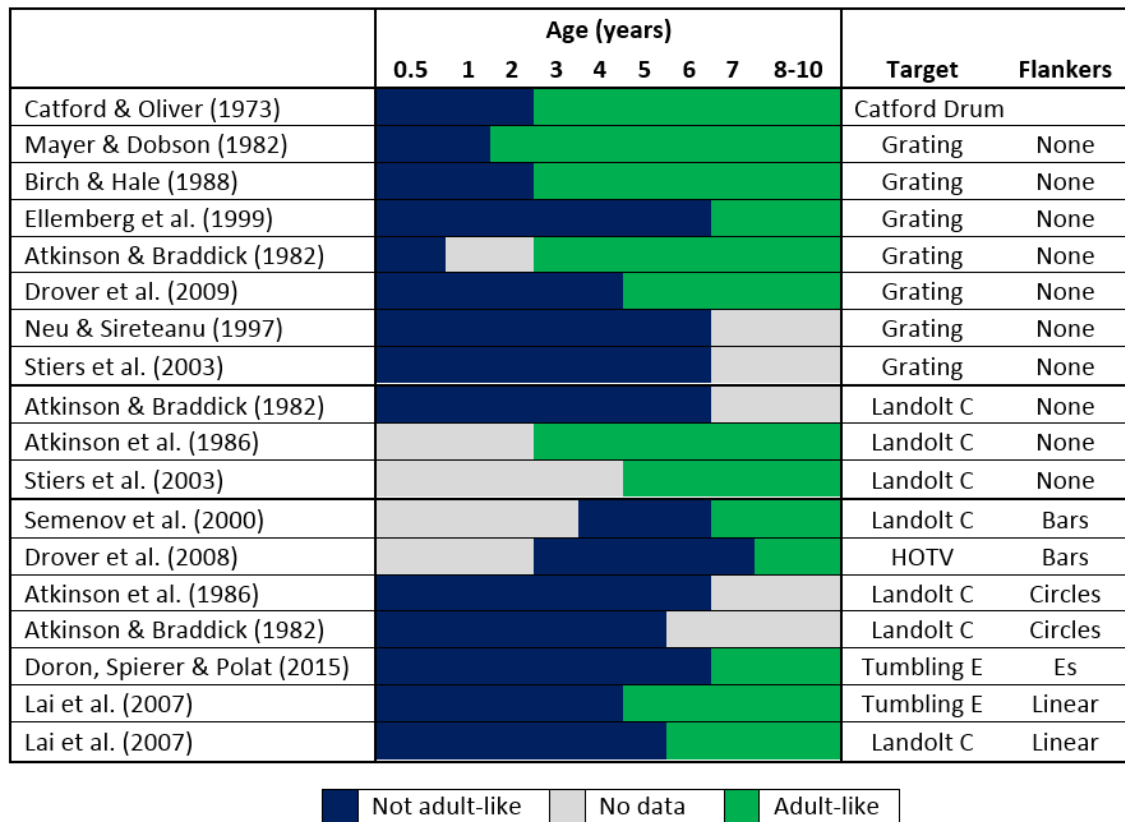 Age (years)
0.5 1 2 3 4 5 6 7 8-10 Target Flankers
Catford & Oliver (1973) Catford Drum
Mayer & Dobson (1982) Grating None
Birch & Hale (1988) Grating None
Ellemberg et al. (1999) Grating None
Atkinson & Braddick (1982) Grating None
Drover et al. (2009) Grating None
Neu & Sireteanu (1997) Grating None
Stiers et al. (2003) Grating None
Atkinson & Braddick (1982) Landolt C None
Atkinson et al. (1986) Landolt C None
Stiers et al. (2003) Landolt C None
Semenov et al. (2000) Landolt C Bars
Drover et al. (2008) HOTV Bars
Atkinson et al. (1986) Landolt C Circles
Atkinson & Braddick (1982) Landolt C Circles
Doron, Spierer & Polat (2015) Tumbling E Es
Lai et al. (2007) Tumbling E Linear
Lai et al. (2007) Landolt C Linear
Not adult-like No data Adult-like